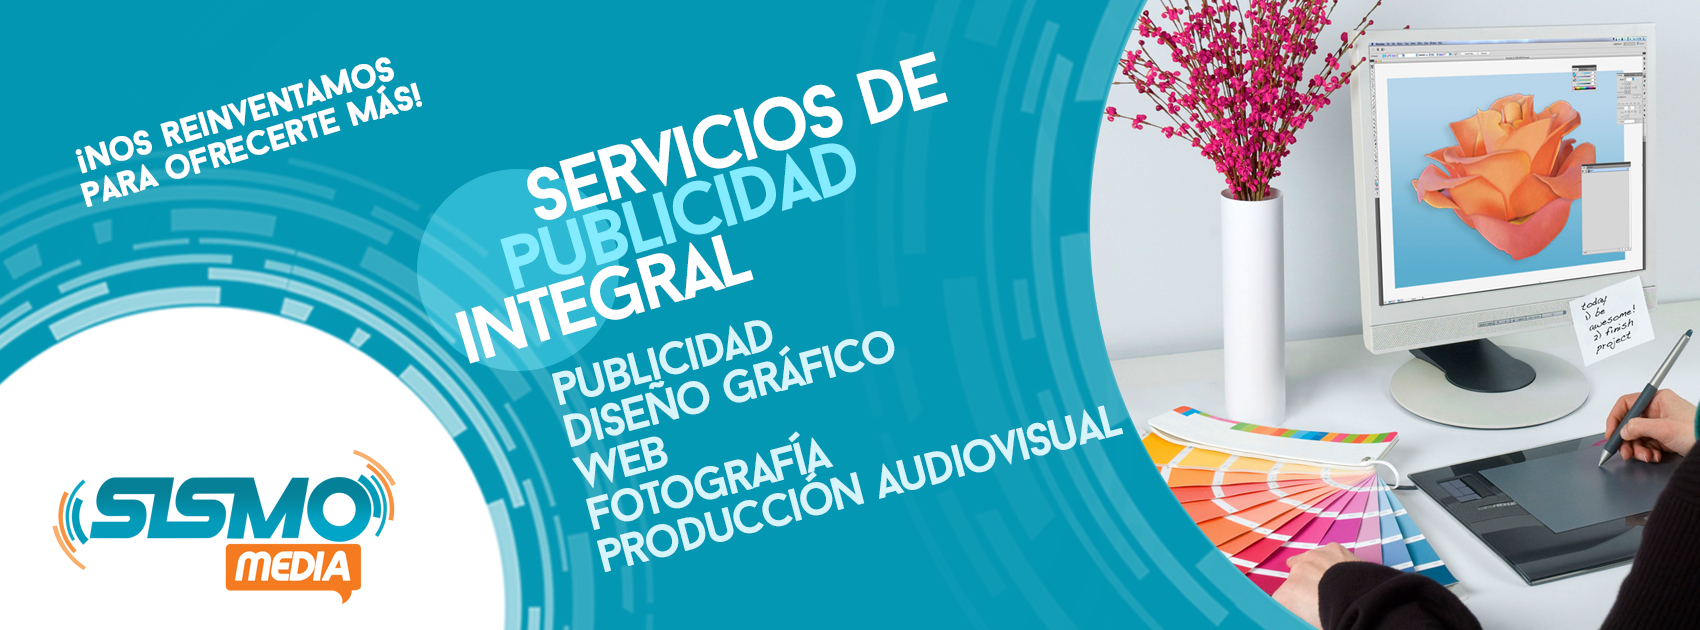 ¡NOS REINVENTAMOS
PARA OFRECERTE MÁS!
SERVICIOS DE
PUBLICIDAD
INTEGRAL
PUBLICIDAD
DISEÑO GRÁFICO
WEB
FOTOGRAFÍA
PRODUCCIÓN AUDIOVISUAL
SISMO
MEDIA
today
1) be
awesome!
2) finish
project